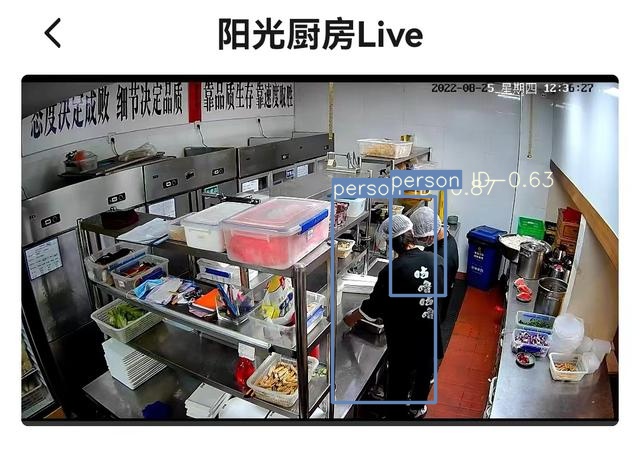 阳光厨房Live
2022-08-25 星期四 12:36:27
态度决定成败 细节决定品质 靠品质生存 靠速度取胜
person ID 0.63
perso ID 0.87